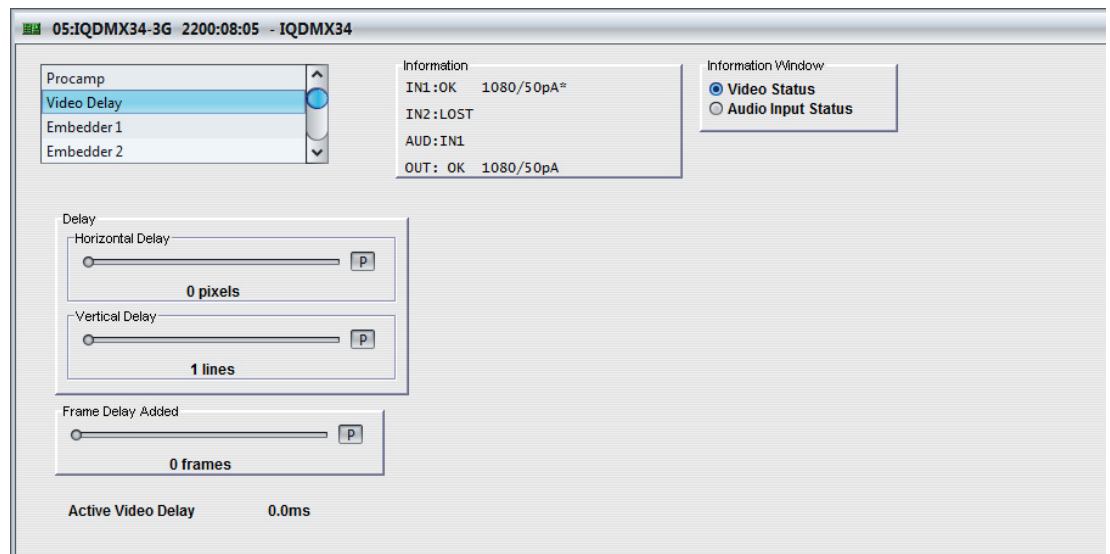 05:IQDMX34-3G 2200:08:05 - IQDMX34
Procamp
Video Delay
Embedder 1
Embedder 2
Information
IN1:OK 1080/50pA*
IN2:LOST
AUD:IN1
OUT: OK 1080/50pA
Information Window
Video Status
Audio Input Status
Delay
Horizontal Delay
P
0 pixels
Vertical Delay
P
1 lines
Frame Delay Added
P
0 frames
Active Video Delay 0.0ms